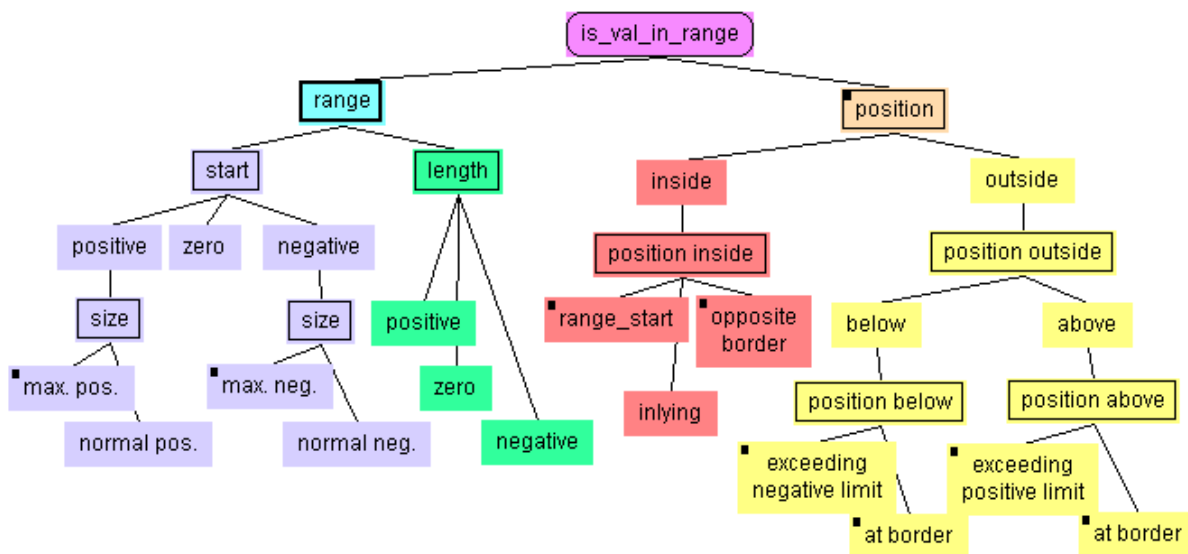 is_val_in_range
range
position
start
length
inside
outside
positive
zero
negative
position inside
position outside
size
size
positive
range_start
opposite
border
below
above
max. pos.
max. neg.
zero
inlying
position below
position above
normal pos.
normal neg.
negative
exceeding
negative limit
exceeding
positive limit
at border
at border